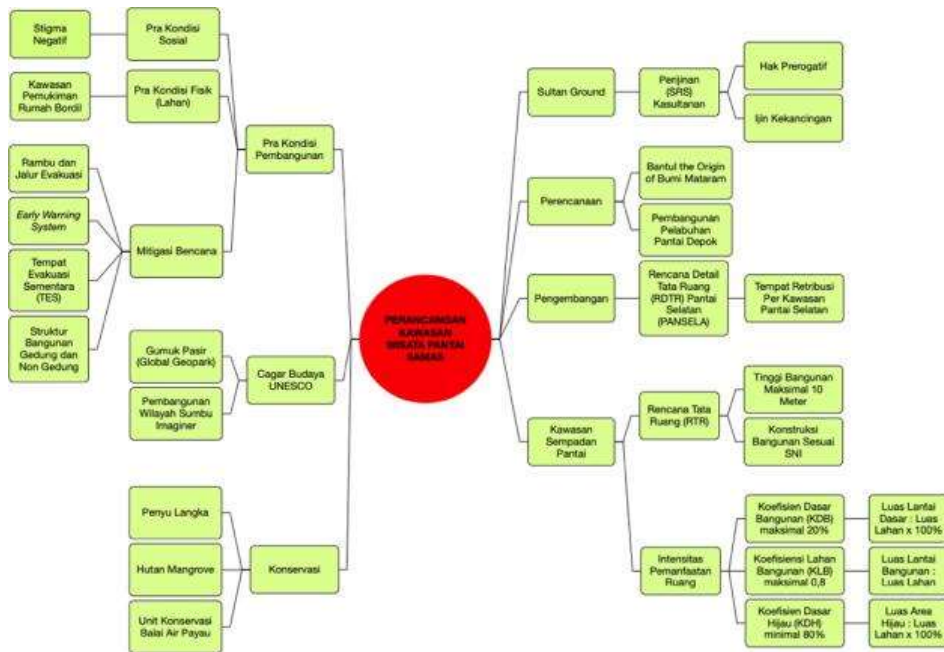 Stigma
Negatif
Pra Kondisi
Sosial
Kawasan
Pemukiman
Rumah Bordil
Pra Kondisi Fisik
(Lahan)
Pra Kondisi
Pembangunan
Rambu dan
Jalur Evakuasi
Early Warning
System
Tempat
Evakuasi
Sementara
(TES)
Struktur
Bangunan
Gedung dan
Non Gedung
Mitigasi Bencana
Gumuk Pasir
(Global Geopark)
Pembangunan
Wilayah Sumbu
Imaginer
Cagar Budaya
UNESCO
Penyu Langka
Hutan Mangrove
Unit Konservasi
Balai Air Payau
Konservasi
PERANCANGAN
KAWASAN
WISATA PANTAI
SAMAS
Sultan Ground
Perijinan
(SRS)
Kasultanan
Hak Prerogatif
Ijin Kekancingan
Perencanaan
Bantul the Origin
of Bumi Mataram
Pembangunan
Pelabuhan
Pantai Depok
Pengembangan
Rencana Detail
Tata Ruang
(RDTR) Pantai
Selatan
(PANSELA)
Tempat Retribusi
Per Kawasan
Pantai Selatan
Kawasan
Sempadan
Pantai
Rencana Tata
Ruang (RTR)
Tinggi Bangunan
Maksimal 10
Meter
Konstruksi
Bangunan Sesuai
SNI
Intensitas
Pemanfaatan
Ruang
Koefisien Dasar
Bangunan (KDB)
maksimal 20%
Luas Lantai
Dasar : Luas
Lahan x 100%
Koefisiensi Lahan
Bangunan (KLB)
maksimal 0,8
Luas Lantai
Bangunan :
Luas Lahan
Koefisien Dasar
Hijau (KDH)
minimal 80%
Luas Area
Hijau : Luas
Lahan x 100%